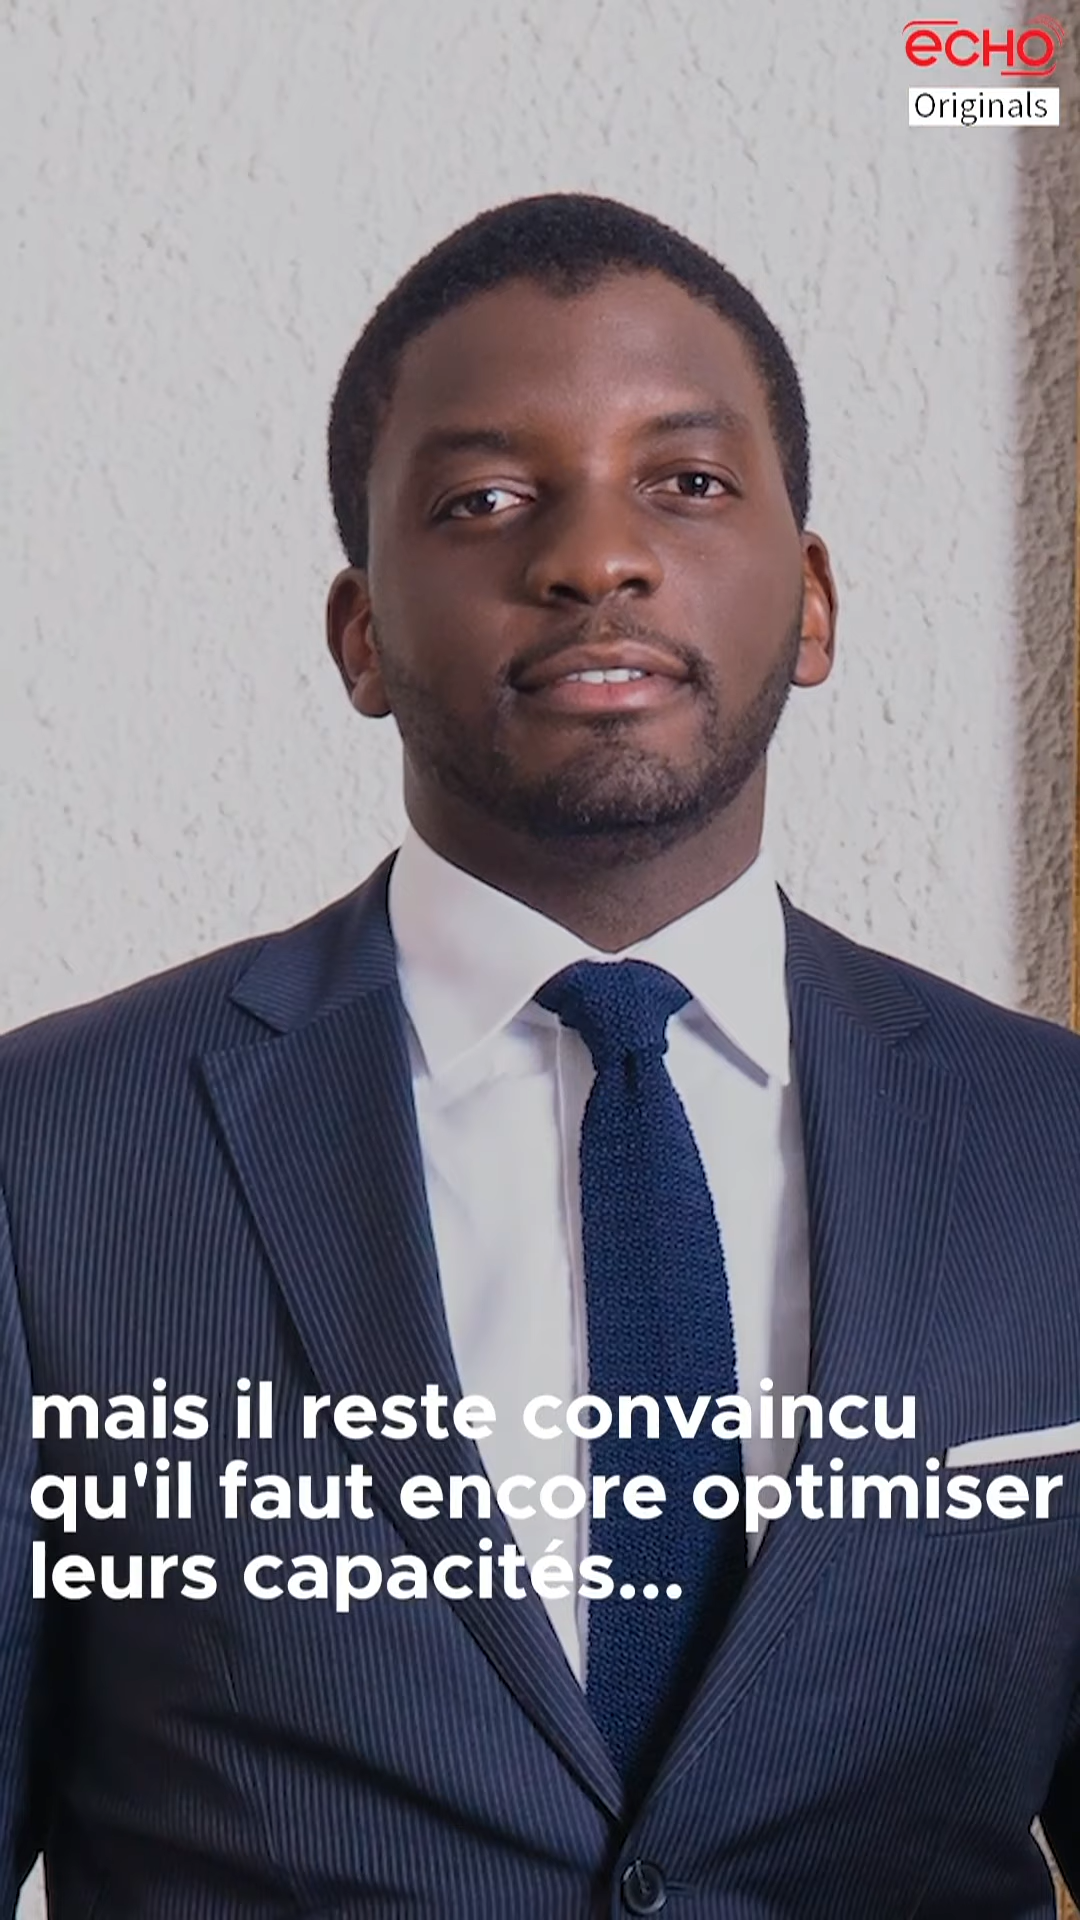 eCHO
Originals
mais il reste convaincu
qu'il faut encore optimiser
leurs capacités...